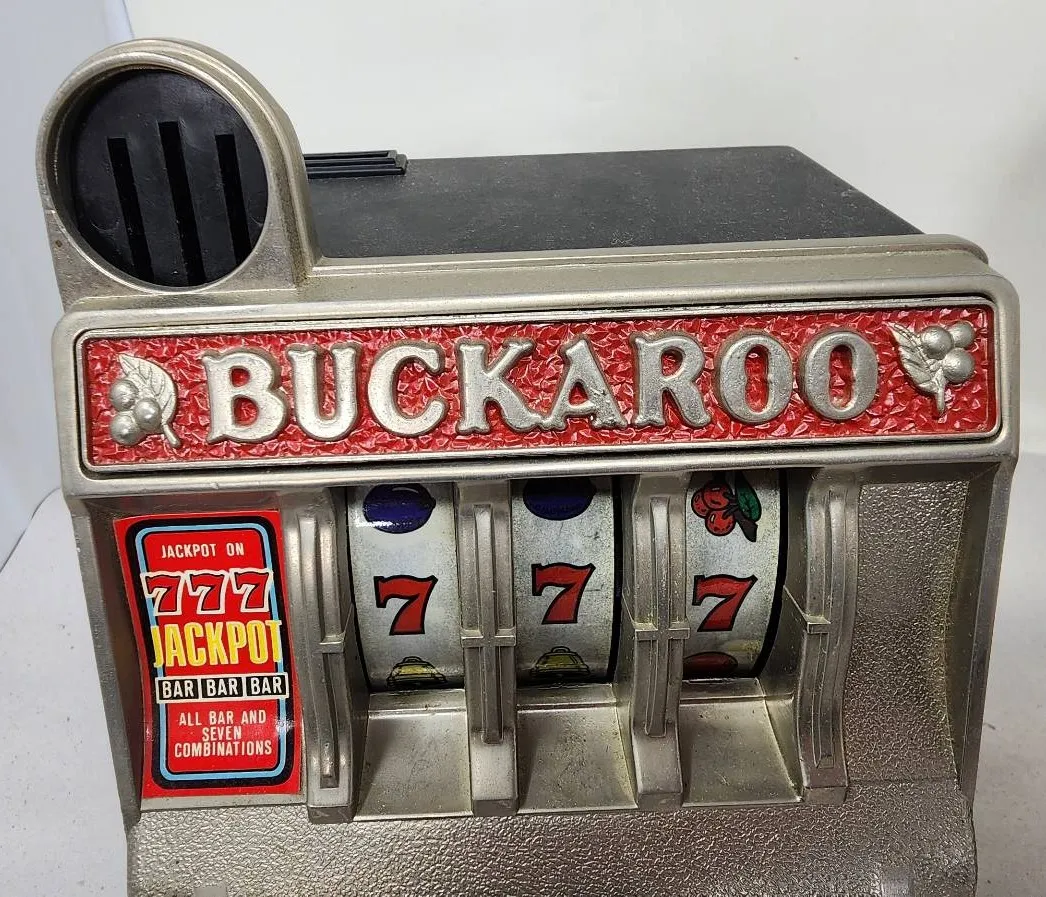 BUCKAROO
JACKPOT ON
777
JACKPOT
BAR BAR BAR
ALL BAR AND
SEVEN
COMBINATIONS
7 7 7